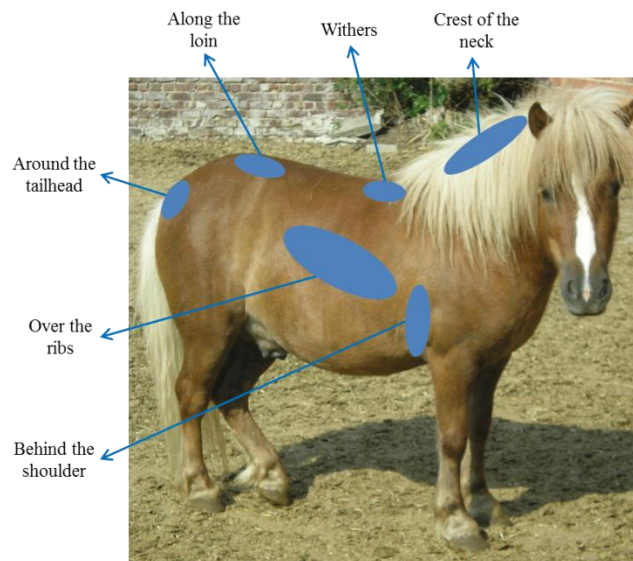 Along the
loin
Withers
Crest of the
neck
Around the
tailhead
Over the
ribs
Behind the
shoulder